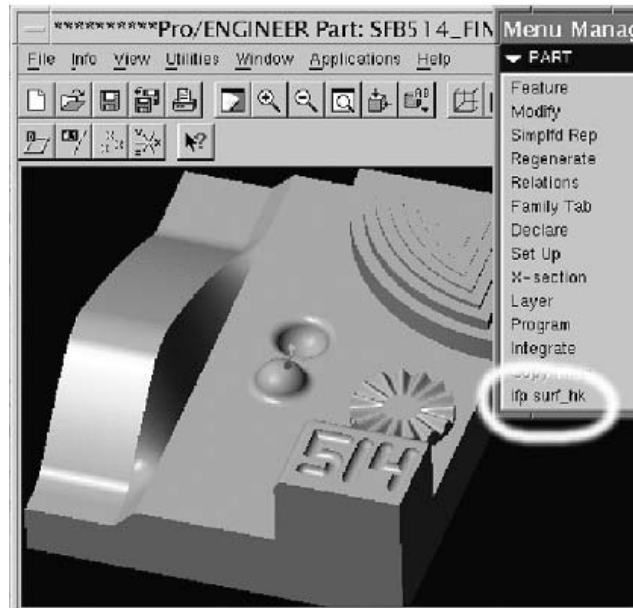 **********Pro/ENGINEER Part: SFB514_FIN
Menu Manag
File Info View Utilities Window Applications Help
PART
Feature
Modify
Simplfd Rep
Regenerate
Relations
Family Tab
Declare
Set Up
X-section
Layer
Program
Integrate
ifp surf_hk
514